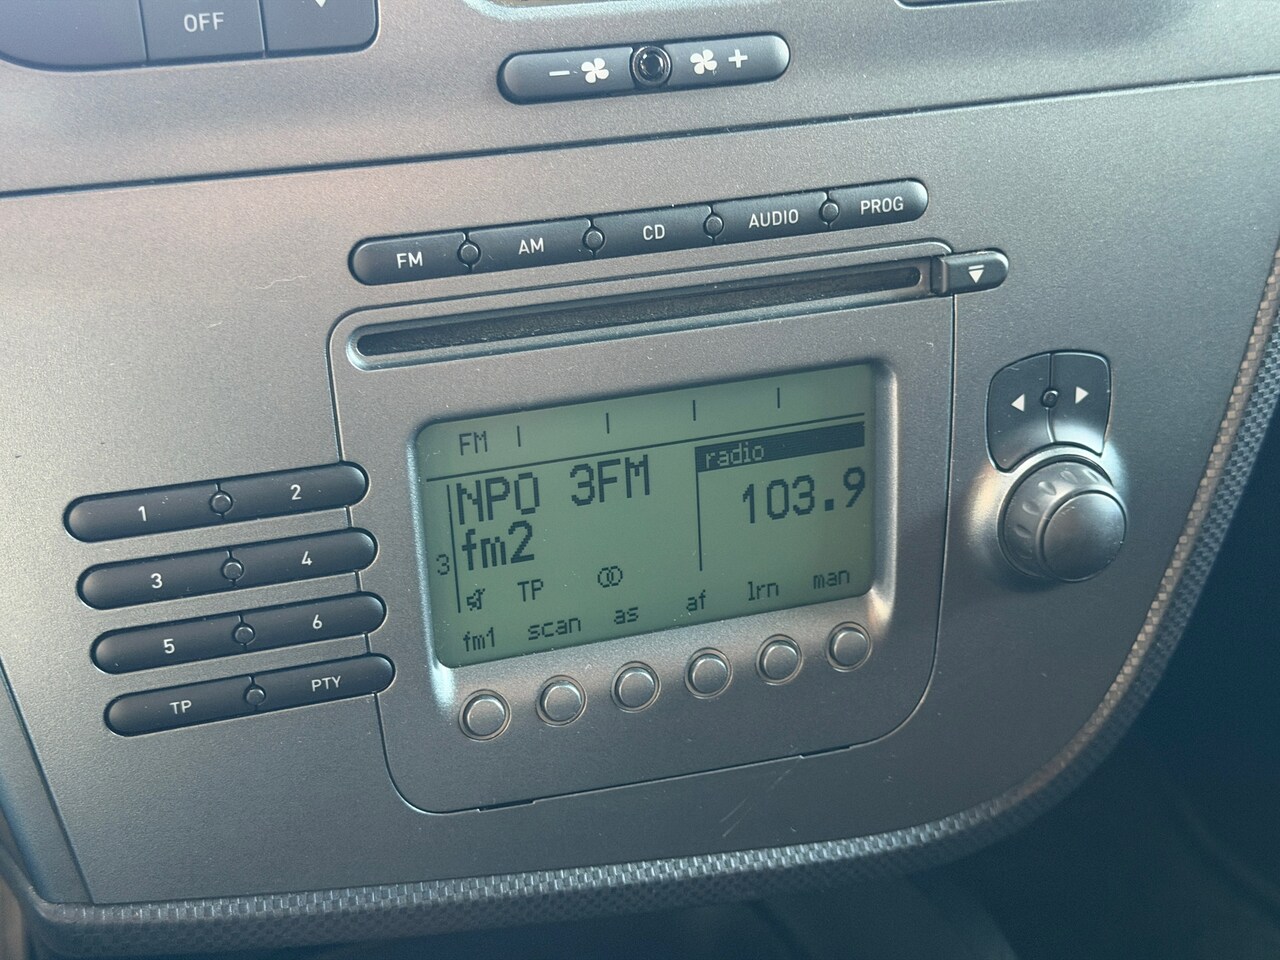 OFF
- +
FM AM CD AUDIO PROG
FM
radio
NPO 3FM
103.9
fm2
3
TP
fm1 scan as af lrn man
1 2
3 4
5 6
TP PTY